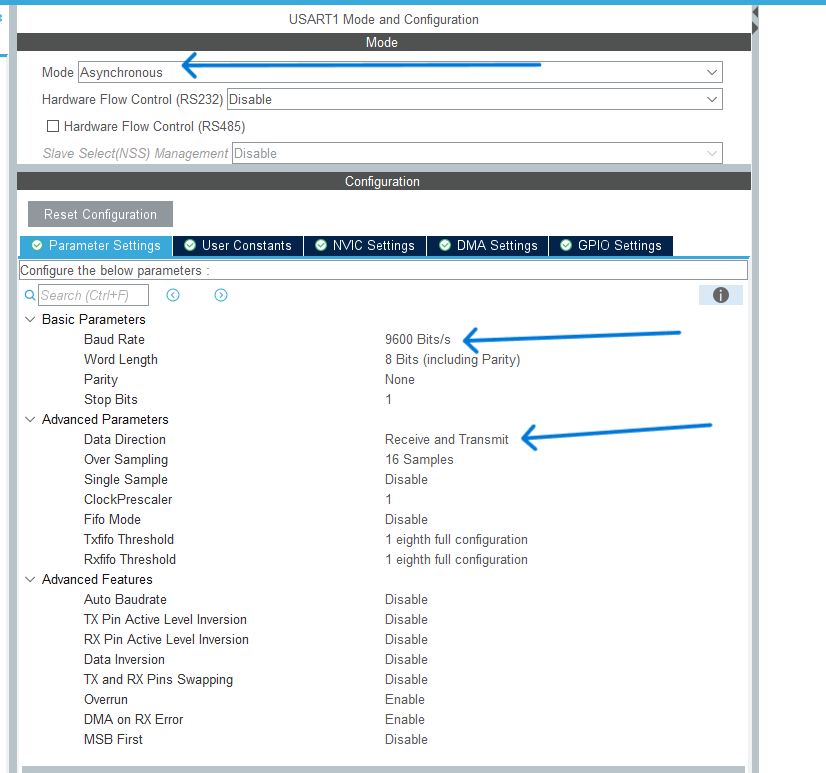 USART1 Mode and Configuration
Mode
Mode Asynchronous
Hardware Flow Control (RS232) Disable
Hardware Flow Control (RS485)
Slave Select(NSS) Management Disable
Configuration
Reset Configuration
Parameter Settings User Constants NVIC Settings DMA Settings GPIO Settings
Configure the below parameters :
Search (Ctrl+F)
Basic Parameters
Baud Rate 9600 Bits/s
Word Length 8 Bits (including Parity)
Parity None
Stop Bits 1
Advanced Parameters
Data Direction Receive and Transmit
Over Sampling 16 Samples
Single Sample Disable
ClockPrescaler 1
Fifo Mode Disable
Txfifo Threshold 1 eighth full configuration
Rxfifo Threshold 1 eighth full configuration
Advanced Features
Auto Baudrate Disable
TX Pin Active Level Inversion Disable
RX Pin Active Level Inversion Disable
Data Inversion Disable
TX and RX Pins Swapping Disable
Overrun Enable
DMA on RX Error Enable
MSB First Disable